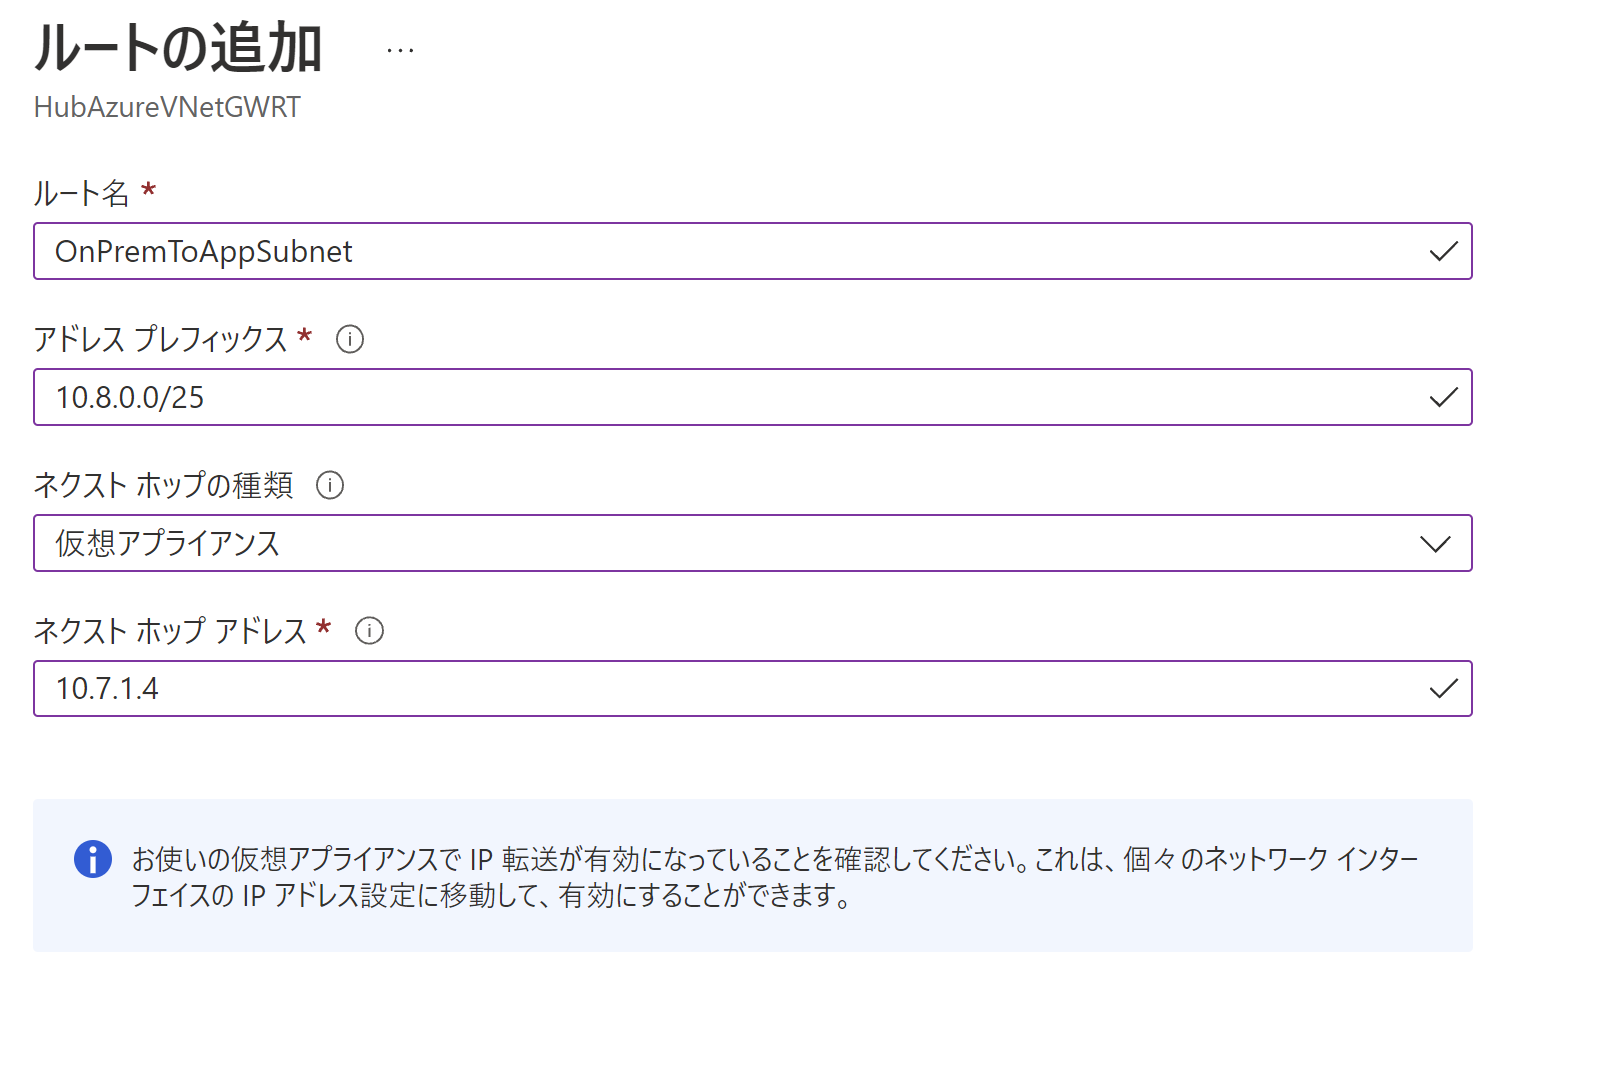 ルートの追加 ...
HubAzureVNetGWRT
ルート名 *
OnPremToAppSubnet
アドレス プレフィックス *
10.8.0.0/25
ネクスト ホップの種類
仮想アプライアンス
ネクスト ホップ アドレス *
10.7.1.4
お使いの仮想アプライアンスで IP 転送が有効になっていることを確認してください。これは、個々のネットワーク インター
フェイスの IP アドレス設定に移動して、有効にすることができます。